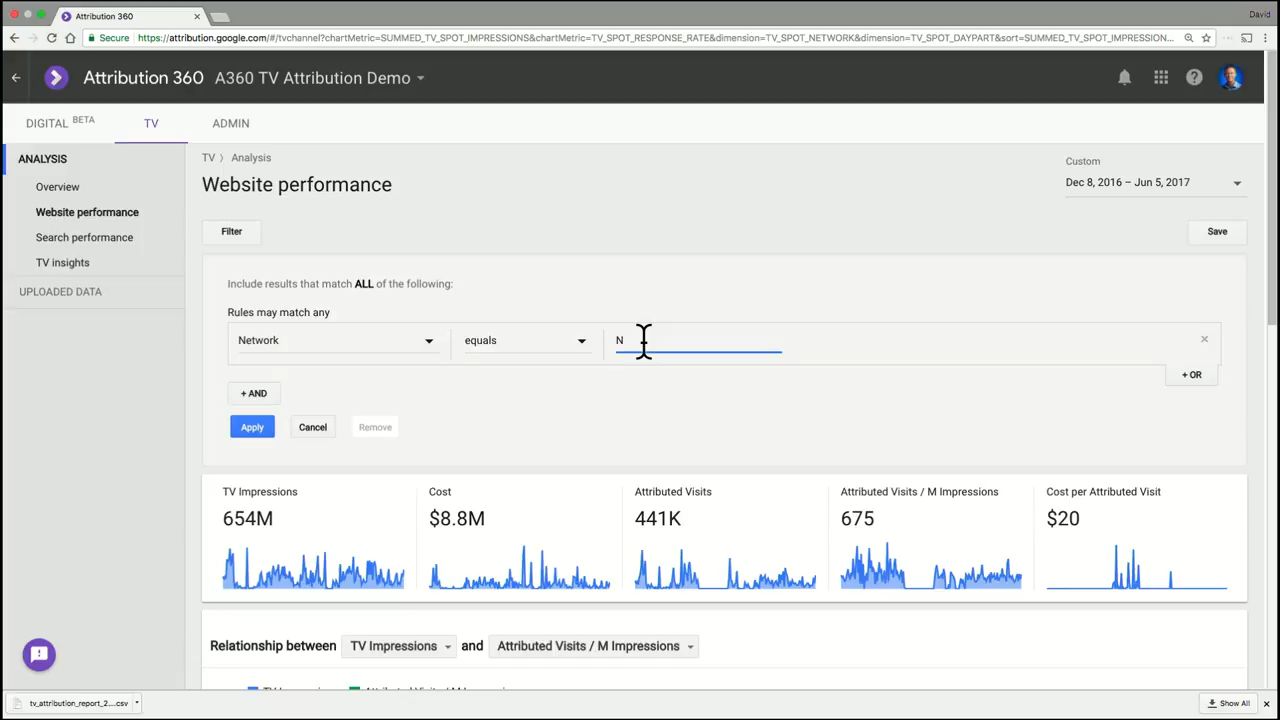 Attribution 360
David
Secure https://attribution.google.com/#/tvchannel?chartMetric=SUMMED_TV_SPOT_IMPRESSIONS&chartMetric=TV_SPOT_RESPONSE_RATE&dimension=TV_SPOT_NETWORK&dimension=TV_SPOT_DAYPART&sort=SUMMED_TV_SPOT_IMPRESSION...
Attribution 360 A360 TV Attribution Demo
DIGITAL BETA TV ADMIN
ANALYSIS
Overview
Website performance
Search performance
TV insights
UPLOADED DATA
TV 〉 Analysis
Website performance
Custom
Dec 8, 2016 – Jun 5, 2017
Filter
Save
Include results that match ALL of the following:
Rules may match any
Network equals N
+ OR
+ AND
Apply Cancel Remove
TV Impressions Cost Attributed Visits Attributed Visits / M Impressions Cost per Attributed Visit
654M $8.8M 441K 675 $20
Relationship between TV Impressions and Attributed Visits / M Impressions
tv_attribution_report_2....csv
Show All